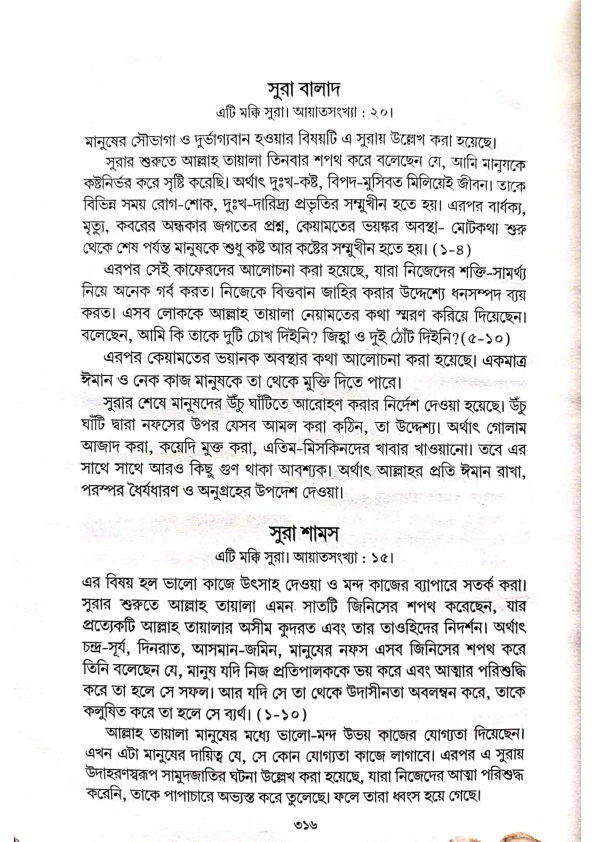 সুরা বালাদ
এটি মক্কি সুরা। আয়াতসংখ্যা : ২০।
মানুষের সৌভাগা ও দুর্ভাগ্যবান হওয়ার বিষয়টি এ সুরায় উল্লেখ করা হয়েছে।
সুরার শুরুতে আল্লাহ তায়ালা তিনবার শপথ করে বলেছেন যে, আমি মানুষকে
কষ্টনির্ভর করে সৃষ্টি করেছি। অর্থাৎ দুঃখ-কষ্ট, বিপদ-মুসিবত মিলিয়েই জীবন। তাকে
বিভিন্ন সময় রোগ-শোক, দুঃখ-দারিদ্র্য প্রভৃতির সম্মুখীন হতে হয়। এরপর বার্ধক্য,
মৃত্যু, কবরের অন্ধকার জগতের প্রশ্ন, কেয়ামতের ভয়ঙ্কর অবস্থা– মোটকথা শুরু
থেকে শেষ পর্যন্ত মানুষকে শুধু কষ্ট আর কষ্টের সম্মুখীন হতে হয়। (১-৪)
এরপর সেই কাফেরদের আলোচনা করা হয়েছে, যারা নিজেদের শক্তি-সামর্থ্য
নিয়ে অনেক গর্ব করত। নিজেকে বিত্তবান জাহির করার উদ্দেশ্যে ধনসম্পদ ব্যয়
করত। এসব লোককে আল্লাহ তায়ালা নেয়ামতের কথা স্মরণ করিয়ে দিয়েছেন।
বলেছেন, আমি কি তাকে দুটি চোখ দিইনি? জিহ্বা ও দুই ঠোঁট দিইনি?(৫-১০)
এরপর কেয়ামতের ভয়ানক অবস্থার কথা আলোচনা করা হয়েছে। একমাত্র
ঈমান ও নেক কাজ মানুষকে তা থেকে মুক্তি দিতে পারে।
সুরার শেষে মানুষদের উঁচু ঘাঁটিতে আরোহণ করার নির্দেশ দেওয়া হয়েছে। উঁচু
ঘাঁটি দ্বারা নফসের উপর যেসব আমল করা কঠিন, তা উদ্দেশ্য। অর্থাৎ গোলাম
আজাদ করা, কয়েদি মুক্ত করা, এতিম-মিসকিনদের খাবার খাওয়ানো। তবে এর
সাথে সাথে আরও কিছু গুণ থাকা আবশ্যক। অর্থাৎ আল্লাহর প্রতি ঈমান রাখা,
পরস্পর ধৈর্যধারণ ও অনুগ্রহের উপদেশ দেওয়া।
সুরা শামস
এটি মক্কি সুরা। আয়াতসংখ্যা : ১৫।
এর বিষয় হল ভালো কাজে উৎসাহ দেওয়া ও মন্দ কাজের ব্যাপারে সতর্ক করা।
সুরার শুরুতে আল্লাহ তায়ালা এমন সাতটি জিনিসের শপথ করেছেন, যার
প্রত্যেকটি আল্লাহ তায়ালার অসীম কুদরত এবং তার তাওহিদের নিদর্শন। অর্থাৎ
চন্দ্র-সূর্য, দিনরাত, আসমান-জমিন, মানুষের নফস এসব জিনিসের শপথ করে
তিনি বলেছেন যে, মানুষ যদি নিজ প্রতিপালককে ভয় করে এবং আত্মার পরিশুদ্ধি
করে তা হলে সে সফল। আর যদি সে তা থেকে উদাসীনতা অবলম্বন করে, তাকে
কলুষিত করে তা হলে সে ব্যর্থ। (১-১০)
আল্লাহ তায়ালা মানুষের মধ্যে ভালো-মন্দ উভয় কাজের যোগ্যতা দিয়েছেন।
এখন এটা মানুষের দায়িত্ব যে, সে কোন যোগ্যতা কাজে লাগাবে। এরপর এ সুরায়
উদাহরণস্বরূপ সামুদজাতির ঘটনা উল্লেখ করা হয়েছে, যারা নিজেদের আত্মা পরিশুদ্ধ
করেনি, তাকে পাপাচারে অভ্যস্ত করে তুলেছে। ফলে তারা ধ্বংস হয়ে গেছে।
৩১৬